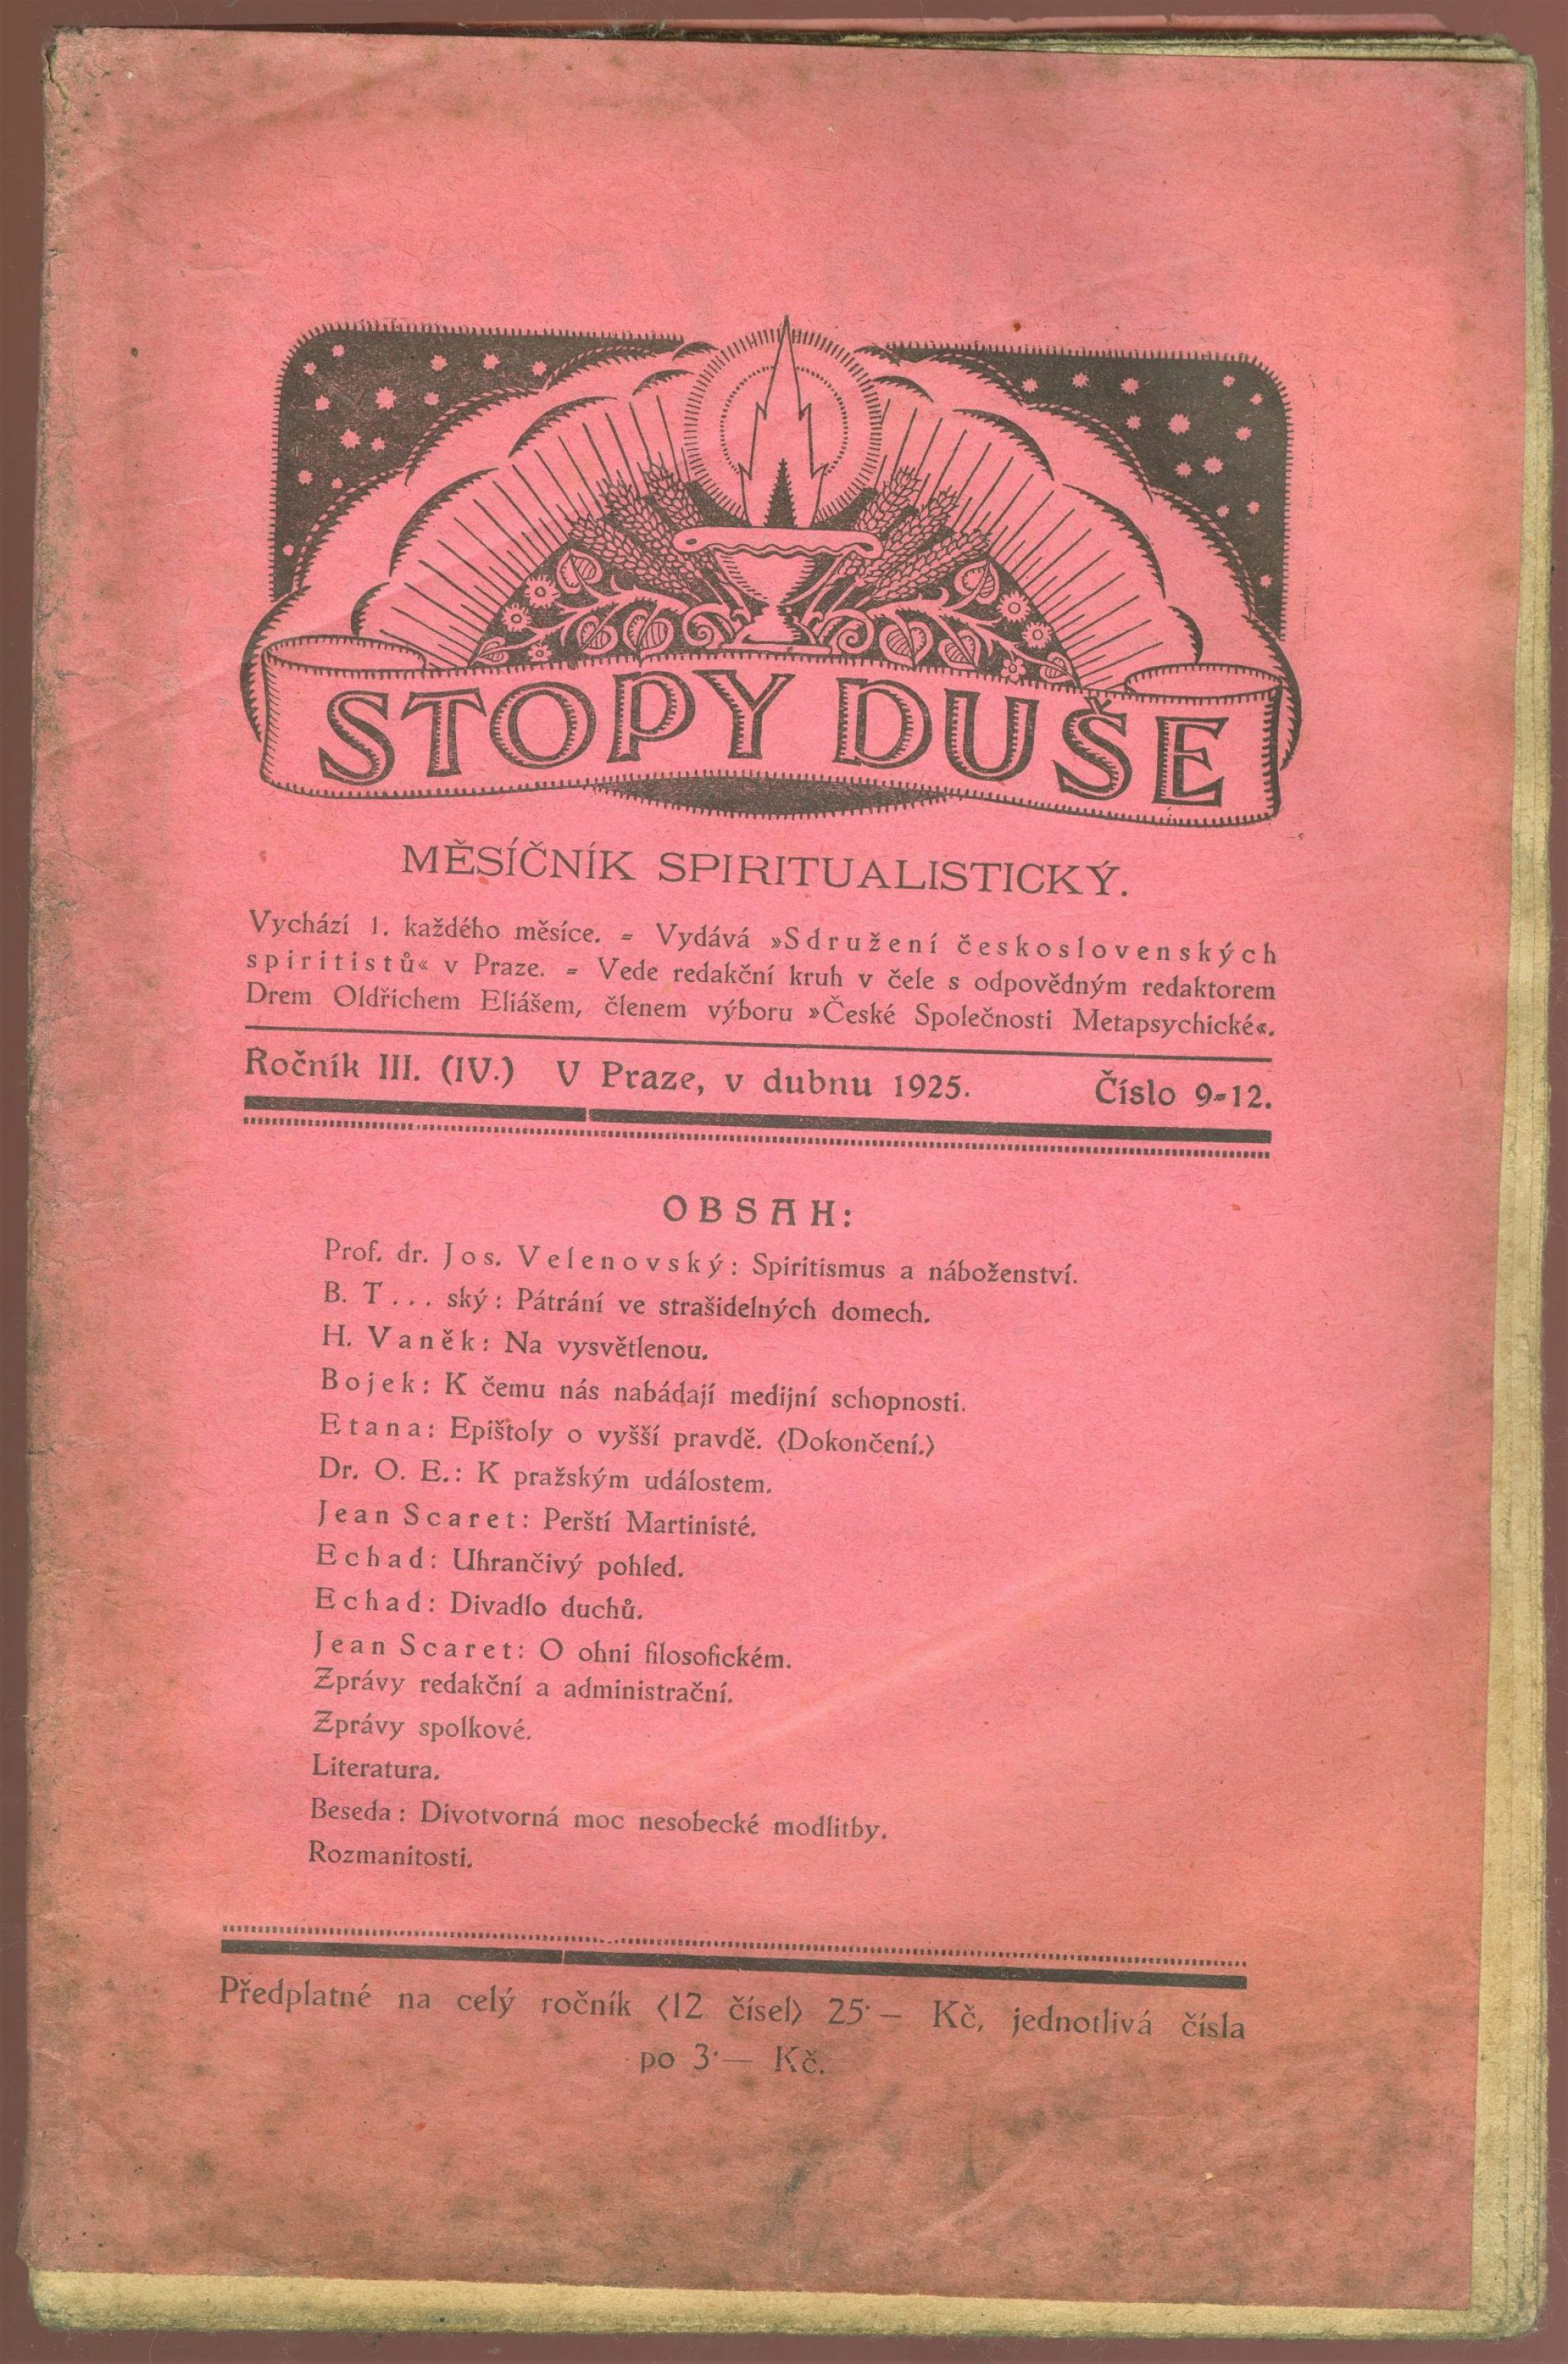 STOPY DUŠE
MĚSÍČNÍK SPIRITUALISTICKÝ.
Vychází 1. každého měsíce. = Vydává »Sdružení československých
spiritistů« v Praze. = Vede redakční kruh v čele s odpovědným redaktorem
Drem Oldřichem Eliášem, členem výboru »České Společnosti Metapsychické«.
Ročník III. (IV.) V Praze, v dubnu 1925. Číslo 9=12.
OBSAH:
Prof. dr. Jos. Velenovský: Spiritismus a náboženství.
B. T... ský: Pátrání ve strašidelných domech.
H. Vaněk: Na vysvětlenou.
Bojek: K čemu nás nabádají medijní schopnosti.
Etana: Epištoly o vyšší pravdě. (Dokončení.)
Dr. O. E.: K pražským událostem.
Jean Scaret: Perští Martinisté.
Echad: Uhrančivý pohled.
Echad: Divadlo duchů.
Jean Scaret: O ohni filosofickém.
Zprávy redakční a administrační.
Zprávy spolkové.
Literatura.
Beseda: Divotvorná moc nesobecké modlitby.
Rozmanitosti.
Předplatné na celý ročník (12 čísel) 25·— Kč, jednotlivá čísla
po 3·— Kč.